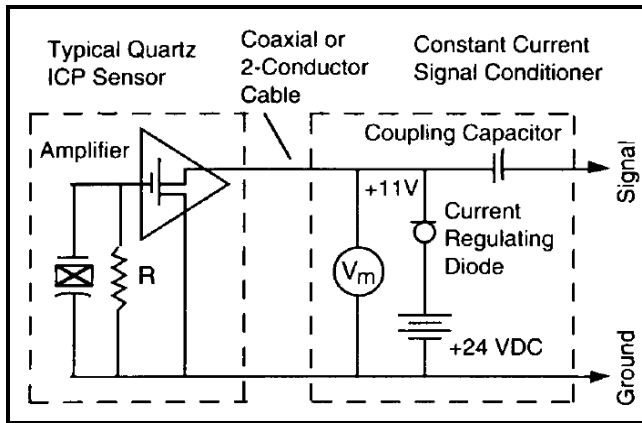 Typical Quartz
ICP Sensor
Coaxial or
2-Conductor
Cable
Constant Current
Signal Conditioner
Amplifier
Coupling Capacitor
Signal
+11V
Current
Regulating
Diode
R
Vm
+24 VDC
Ground